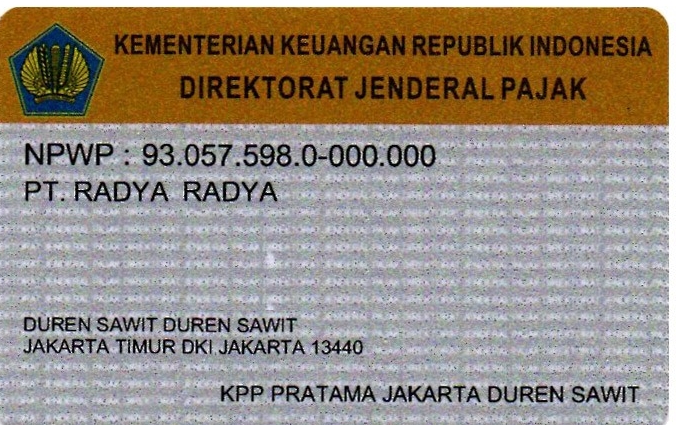 KEMENTERIAN KEUANGAN REPUBLIK INDONESIA
DIREKTORAT JENDERAL PAJAK
NPWP : 93.057.598.0-000.000
PT. RADYA RADYA
DUREN SAWIT DUREN SAWIT
JAKARTA TIMUR DKI JAKARTA 13440
KPP PRATAMA JAKARTA DUREN SAWIT